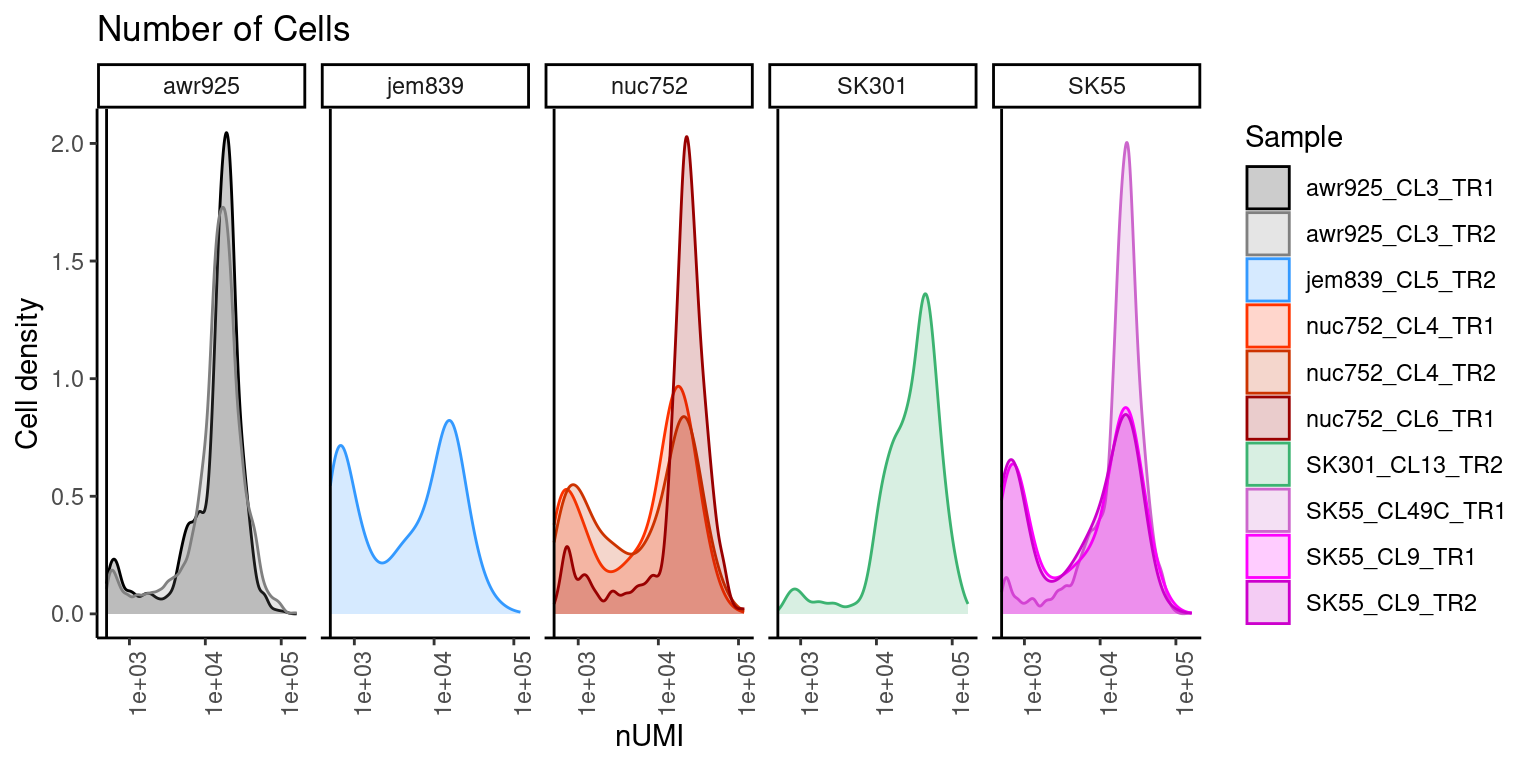 Number of Cells
awr925 jem839 nuc752 SK301 SK55
Cell density
2.0
1.5
1.0
0.5
0.0
1e+03 1e+04 1e+05 1e+03 1e+04 1e+05 1e+03 1e+04 1e+05 1e+03 1e+04 1e+05 1e+03 1e+04 1e+05
nUMI
Sample
awr925_CL3_TR1
awr925_CL3_TR2
jem839_CL5_TR2
nuc752_CL4_TR1
nuc752_CL4_TR2
nuc752_CL6_TR1
SK301_CL13_TR2
SK55_CL49C_TR1
SK55_CL9_TR1
SK55_CL9_TR2